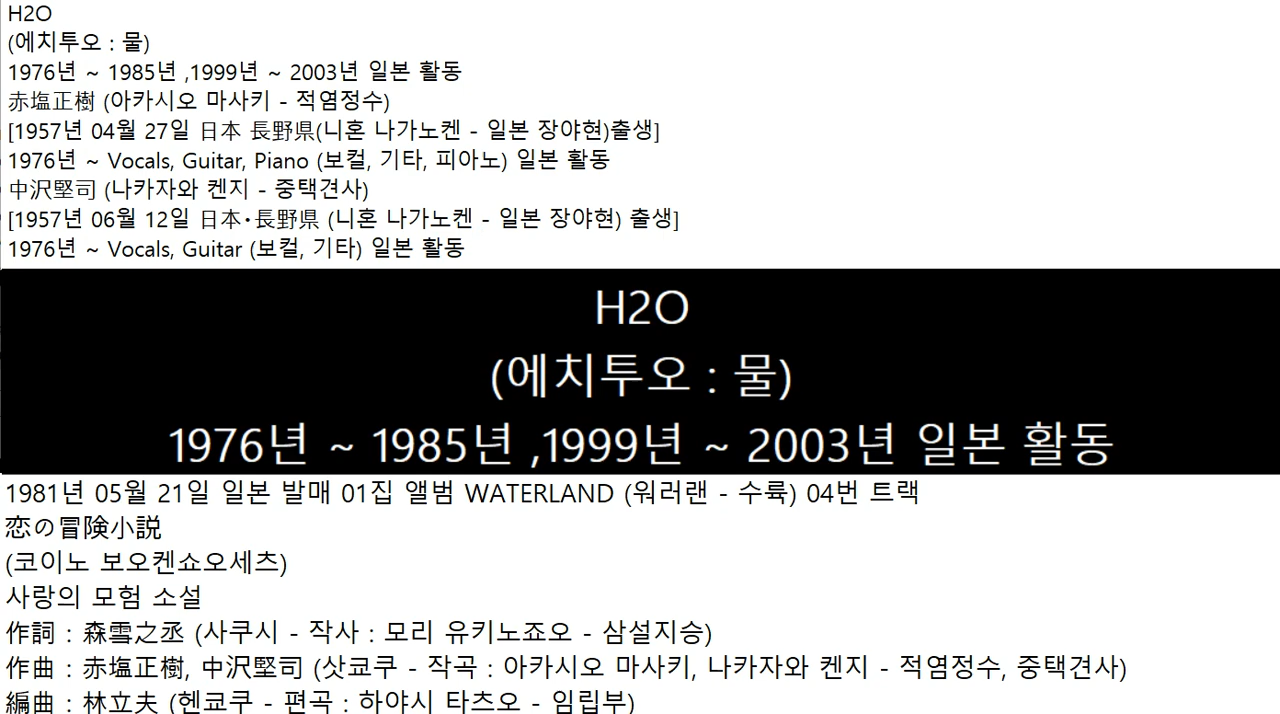 H2O
(에치투오 : 물)
1976년 ~ 1985년 ,1999년 ~ 2003년 일본 활동
赤塩正樹 (아카시오 마사키 - 적염정수)
[1957년 04월 27일 日本 長野県(니혼 나가노켄 - 일본 장야현)출생]
1976년 ~ Vocals, Guitar, Piano (보컬, 기타, 피아노) 일본 활동
中沢堅司 (나카자와 켄지 - 중택견사)
[1957년 06월 12일 日本･長野県 (니혼 나가노켄 - 일본 장야현) 출생]
1976년 ~ Vocals, Guitar (보컬, 기타) 일본 활동
H2O
(에치투오 : 물)
1976년 ~ 1985년 ,1999년 ~ 2003년 일본 활동
1981년 05월 21일 일본 발매 01집 앨범 WATERLAND (워러랜 - 수륙) 04번 트랙
恋の冒険小説
(코이노 보오켄쇼오세츠)
사랑의 모험 소설
作詞 : 森雪之丞 (사쿠시 - 작사 : 모리 유키노죠오 - 삼설지승)
作曲 : 赤塩正樹, 中沢堅司 (삿쿄쿠 - 작곡 : 아카시오 마사키, 나카자와 켄지 - 적염정수, 중택견사)
編曲 : 林立夫 (헨쿄쿠 - 편곡 : 하야시 타츠오 - 임립부)